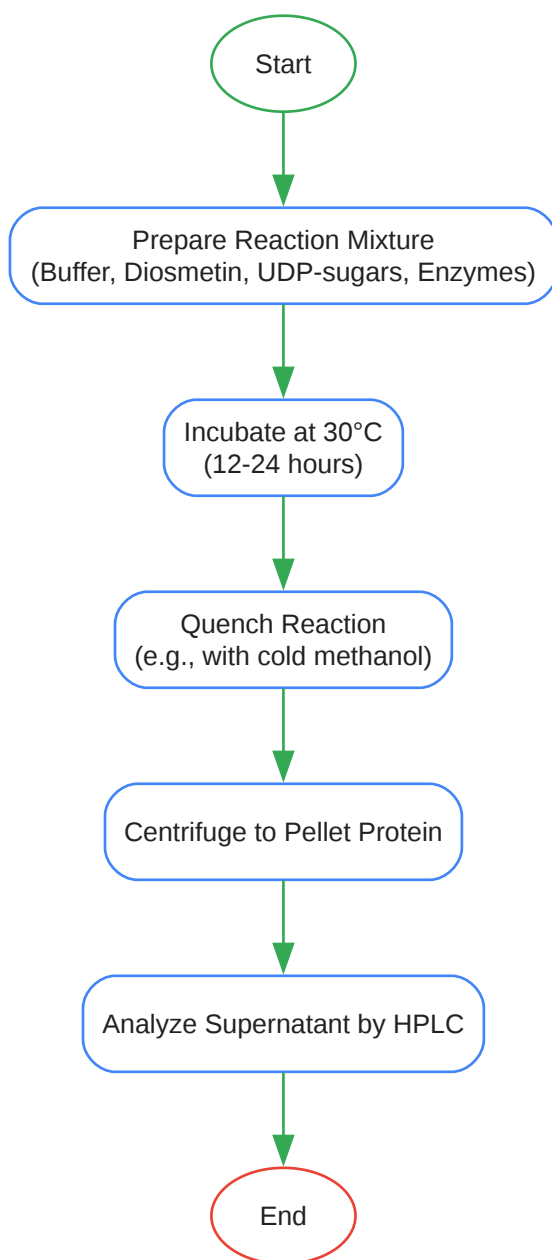 Start
Prepare Reaction Mixture
(Buffer, Diosmetin, UDP-sugars, Enzymes)
Incubate at 30°C
(12-24 hours)
Quench Reaction
(e.g., with cold methanol)
Centrifuge to Pellet Protein
Analyze Supernatant by HPLC
End